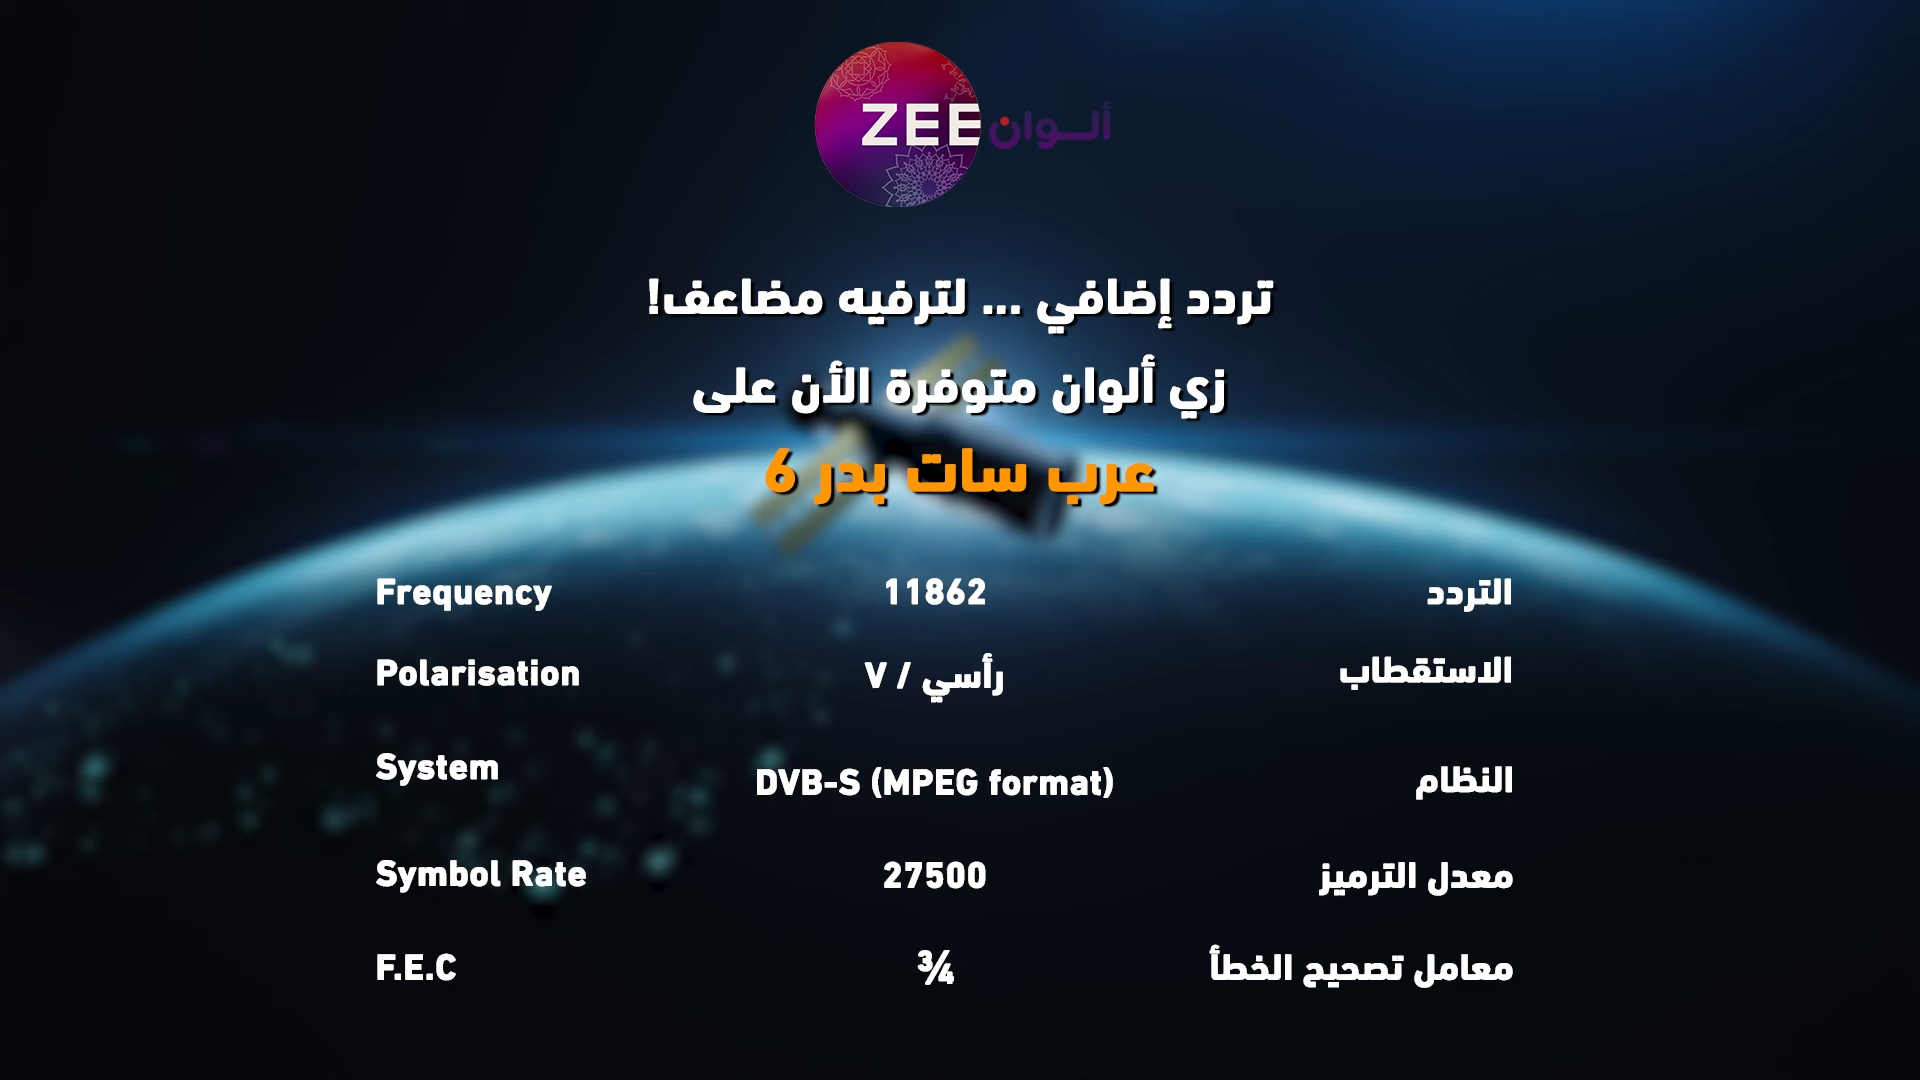 ZEE ألوان
تردد إضافي ... لترفيه مضاعف!
زي ألوان متوفرة الأن على
عرب سات بدر 6
Frequency 11862 التردد
Polarisation رأسي / V الاستقطاب
System DVB-S (MPEG format) النظام
Symbol Rate 27500 معدل الترميز
F.E.C ¾ معامل تصحيح الخطأ